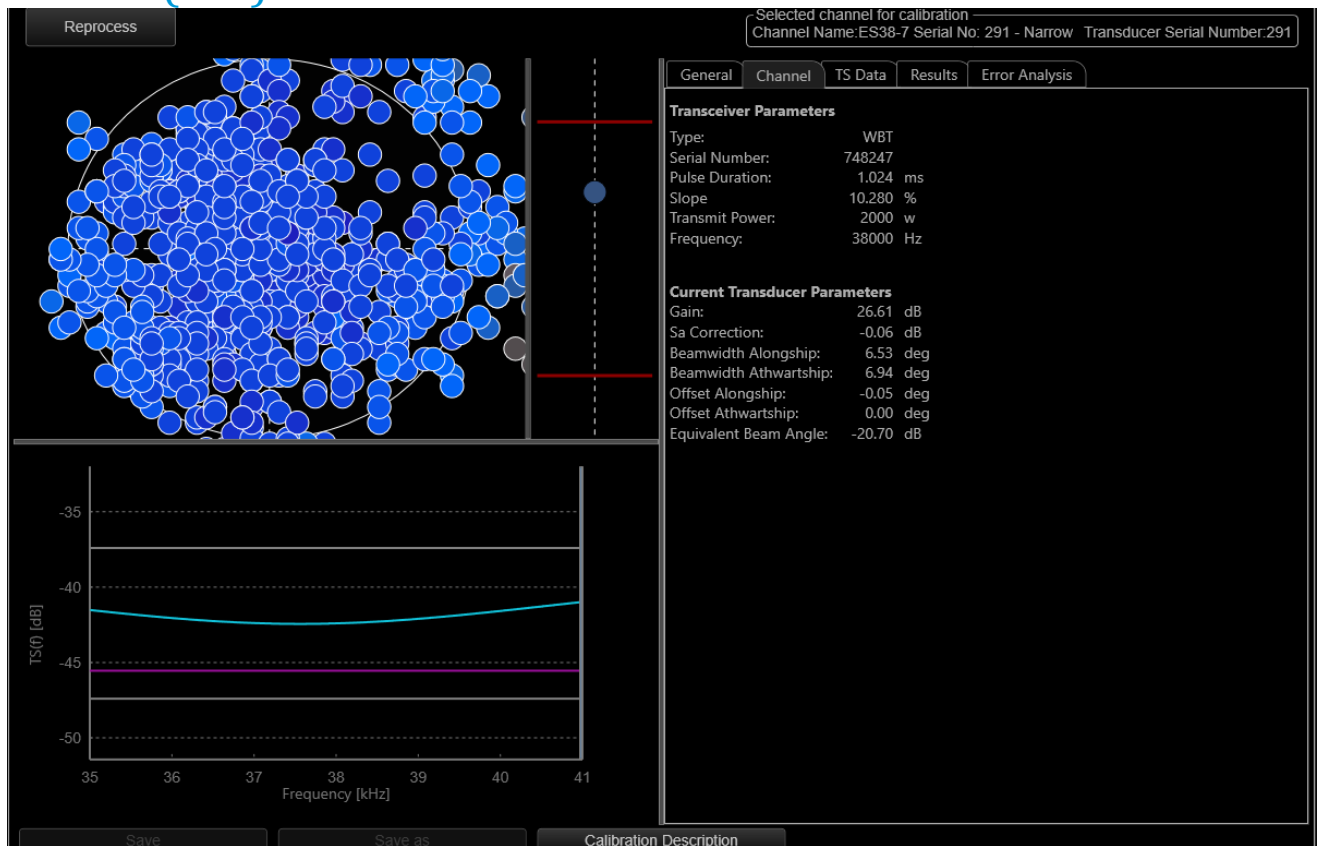 Reprocess
Selected channel for calibration
Channel Name:ES38-7 Serial No: 291 - Narrow Transducer Serial Number:291
General Channel TS Data Results Error Analysis
Transceiver Parameters
Type: WBT
Serial Number: 748247
Pulse Duration: 1.024 ms
Slope 10.280 %
Transmit Power: 2000 w
Frequency: 38000 Hz
Current Transducer Parameters
Gain: 26.61 dB
Sa Correction: -0.06 dB
Beamwidth Alongship: 6.53 deg
Beamwidth Athwartship: 6.94 deg
Offset Alongship: -0.05 deg
Offset Athwartship: 0.00 deg
Equivalent Beam Angle: -20.70 dB
-35
-40
-45
-50
TS(f) [dB]
35 36 37 38 39 40 41
Frequency [kHz]
Save Save as Calibration Description